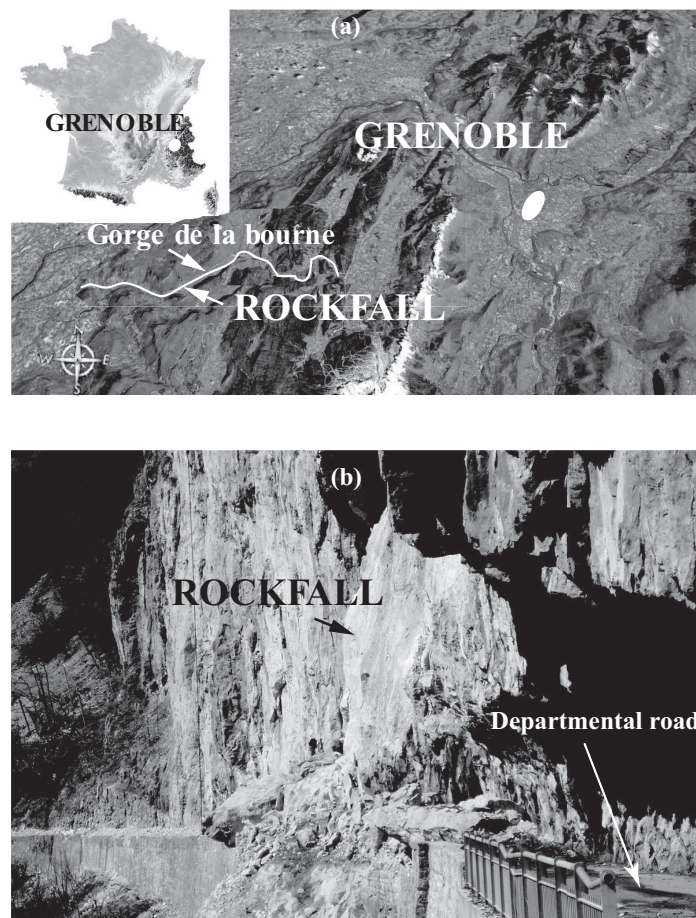 (a)
GRENOBLE
GRENOBLE
Gorge de la bourne
ROCKFALL
N
W
E
S
(b)
ROCKFALL
Departmental road